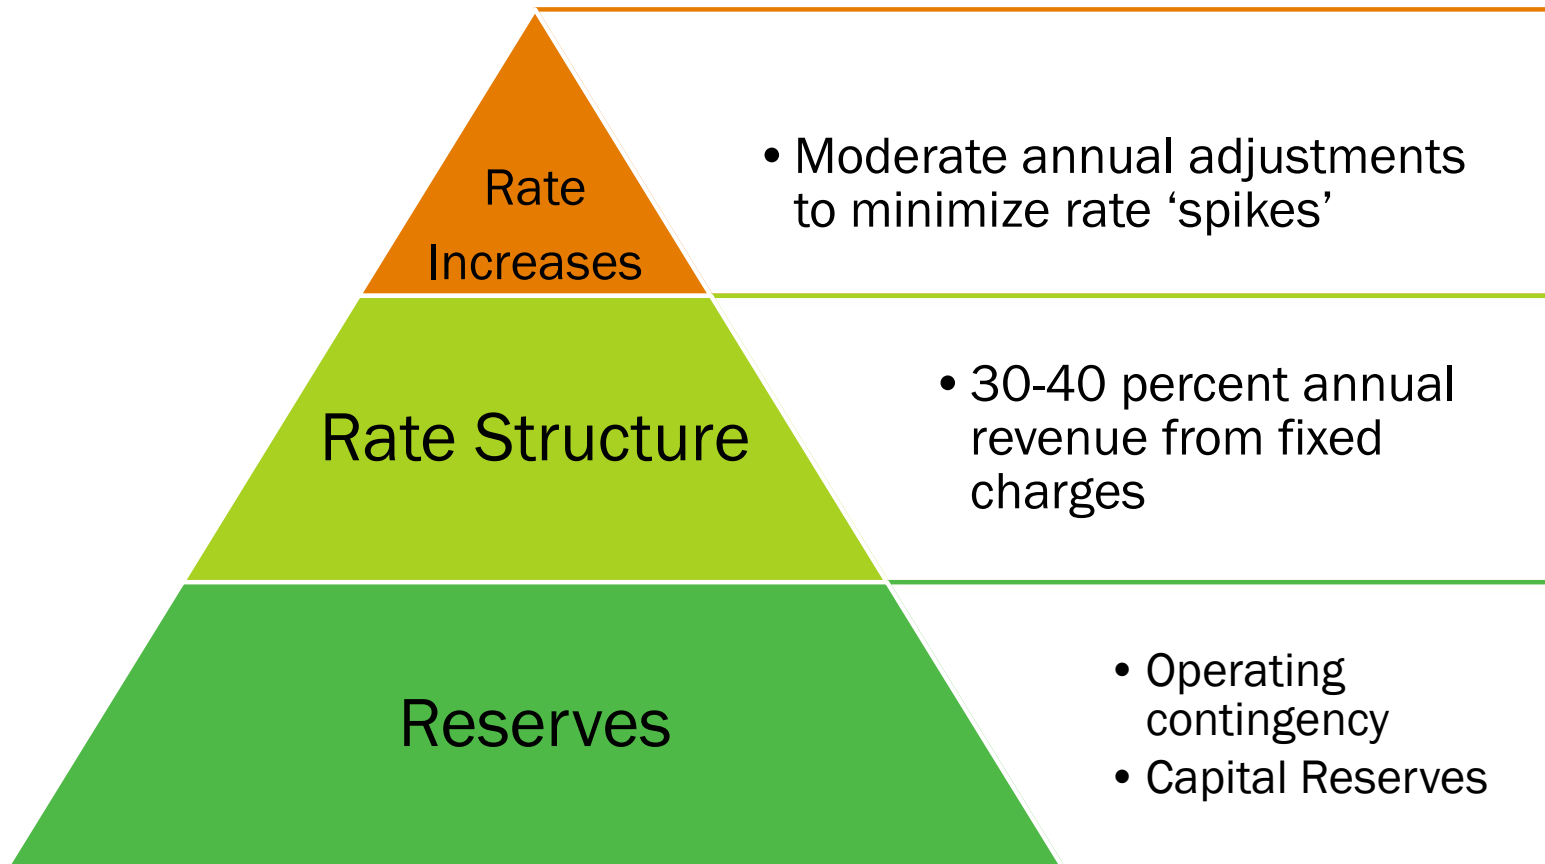 Rate
Increases
• Moderate annual adjustments
to minimize rate ‘spikes’
Rate Structure
• 30-40 percent annual
revenue from fixed
charges
Reserves
• Operating
contingency
• Capital Reserves